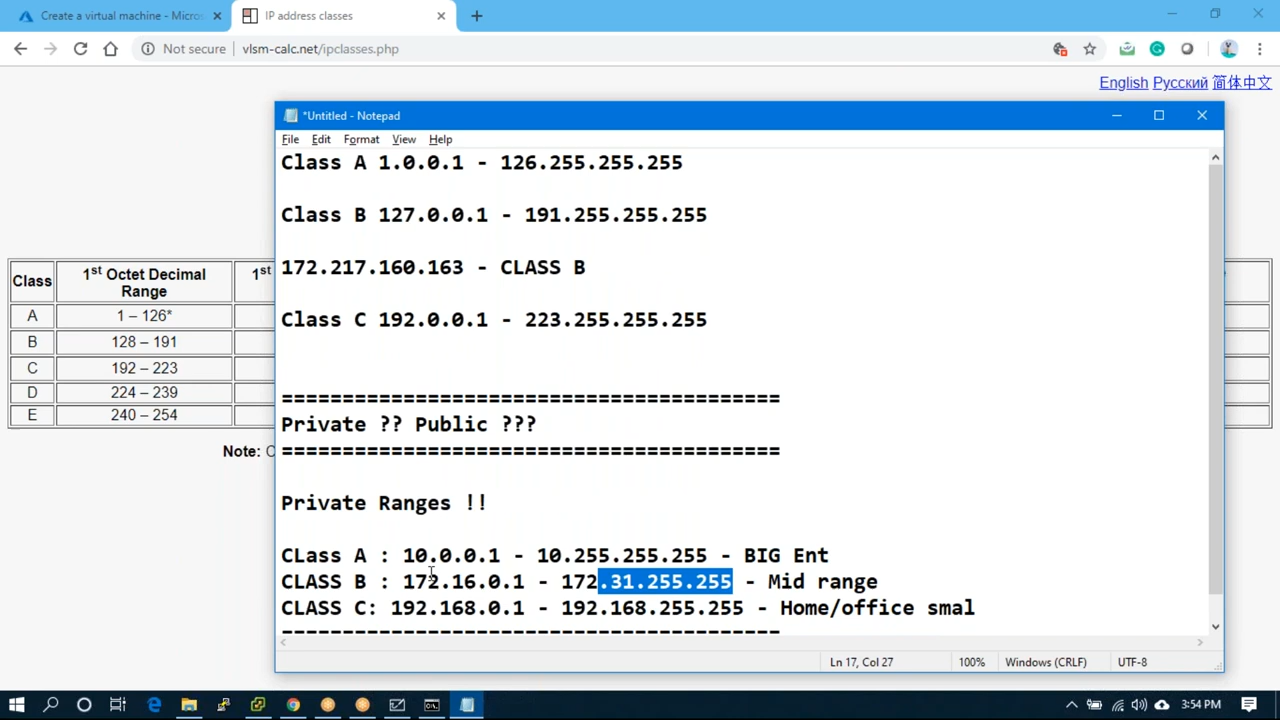 Create a virtual machine - Micros
IP address classes
Not secure
vlsm-calc.net/ipclasses.php
English Русский 简体中文
*Untitled - Notepad
File Edit Format View Help
Class A 1.0.0.1 - 126.255.255.255
Class B 127.0.0.1 - 191.255.255.255
172.217.160.163 - CLASS B
Class C 192.0.0.1 - 223.255.255.255
========================================
Private ?? Public ???
========================================
Private Ranges !!
CLass A : 10.0.0.1 - 10.255.255.255 - BIG Ent
CLASS B : 172.16.0.1 - 172.31.255.255 - Mid range
CLASS C: 192.168.0.1 - 192.168.255.255 - Home/office smal
Ln 17, Col 27
100%
Windows (CRLF)
UTF-8
Class 1st Octet Decimal Range 1st
A 1 – 126*
B 128 – 191
C 192 – 223
D 224 – 239
E 240 – 254
Note:
3:54 PM